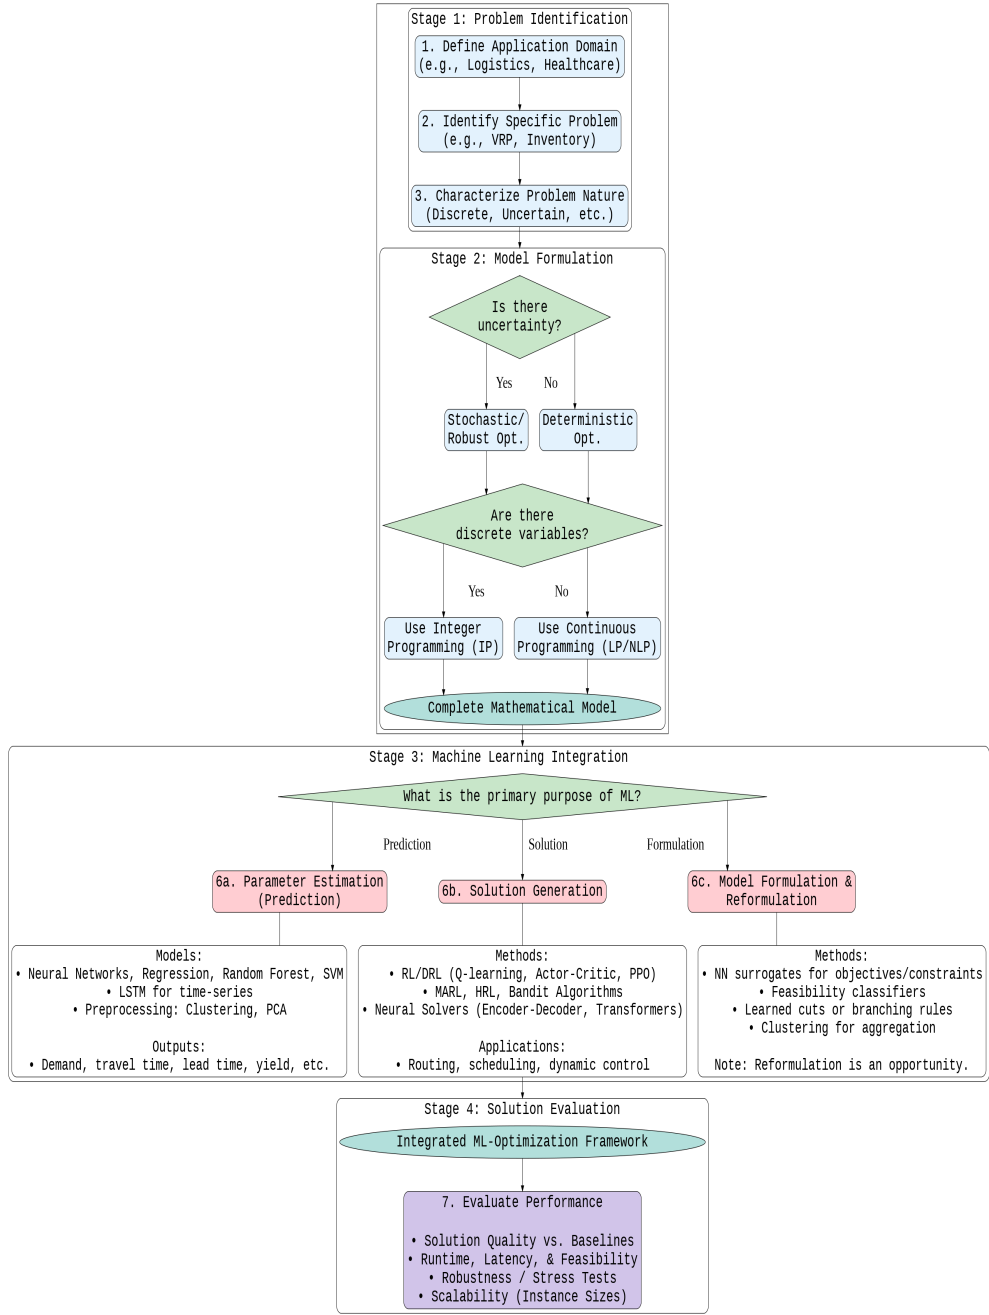 Stage 1: Problem Identification
1. Define Application Domain
(e.g., Logistics, Healthcare)
2. Identify Specific Problem
(e.g., VRP, Inventory)
3. Characterize Problem Nature
(Discrete, Uncertain, etc.)
Stage 2: Model Formulation
Is there
uncertainty?
Yes
No
Stochastic/
Robust Opt.
Deterministic
Opt.
Are there
discrete variables?
Yes
No
Use Integer
Programming (IP)
Use Continuous
Programming (LP/NLP)
Complete Mathematical Model
Stage 3: Machine Learning Integration
What is the primary purpose of ML?
Prediction
Solution
Formulation
6a. Parameter Estimation
(Prediction)
6b. Solution Generation
6c. Model Formulation &
Reformulation
Models:
• Neural Networks, Regression, Random Forest, SVM
• LSTM for time-series
• Preprocessing: Clustering, PCA
Outputs:
• Demand, travel time, lead time, yield, etc.
Methods:
• RL/DRL (Q-learning, Actor-Critic, PPO)
• MARL, HRL, Bandit Algorithms
• Neural Solvers (Encoder-Decoder, Transformers)
Applications:
• Routing, scheduling, dynamic control
Methods:
• NN surrogates for objectives/constraints
• Feasibility classifiers
• Learned cuts or branching rules
• Clustering for aggregation
Note: Reformulation is an opportunity.
Stage 4: Solution Evaluation
Integrated ML-Optimization Framework
7. Evaluate Performance
• Solution Quality vs. Baselines
• Runtime, Latency, & Feasibility
• Robustness / Stress Tests
• Scalability (Instance Sizes)